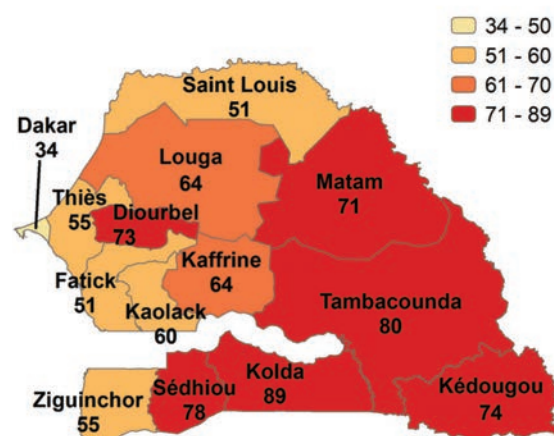 34 - 50
51 - 60
61 - 70
71 - 89
Saint Louis
51
Dakar
34
Louga
64
Matam
71
Thiès
55
Diourbel
73
Kaffrine
64
Fatick
51
Kaolack
60
Tambacounda
80
Ziguinchor
55
Sédhiou
78
Kolda
89
Kédougou
74